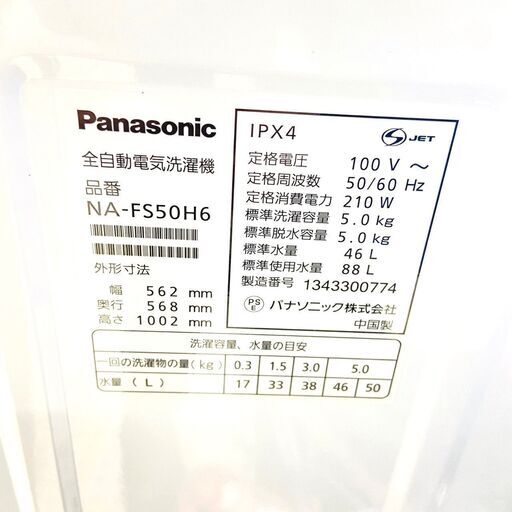 Panasonic
全自動電気洗濯機
品番
NA-FS50H6
外形寸法
幅 562 mm
奥行 568 mm
高さ 1002 mm
IPX4
S JET
定格電圧 100 V ～
定格周波数 50/60 Hz
定格消費電力 210 W
標準洗濯容量 5.0 kg
標準脱水容量 5.0 kg
標準水量 46 L
標準使用水量 88 L
製造番号 1343300774
PS E パナソニック株式会社
中国製
洗濯容量、水量の目安
一回の洗濯物の量(kg) 0.3 1.5 3.0 5.0
水量 (L) 17 33 38 46 50